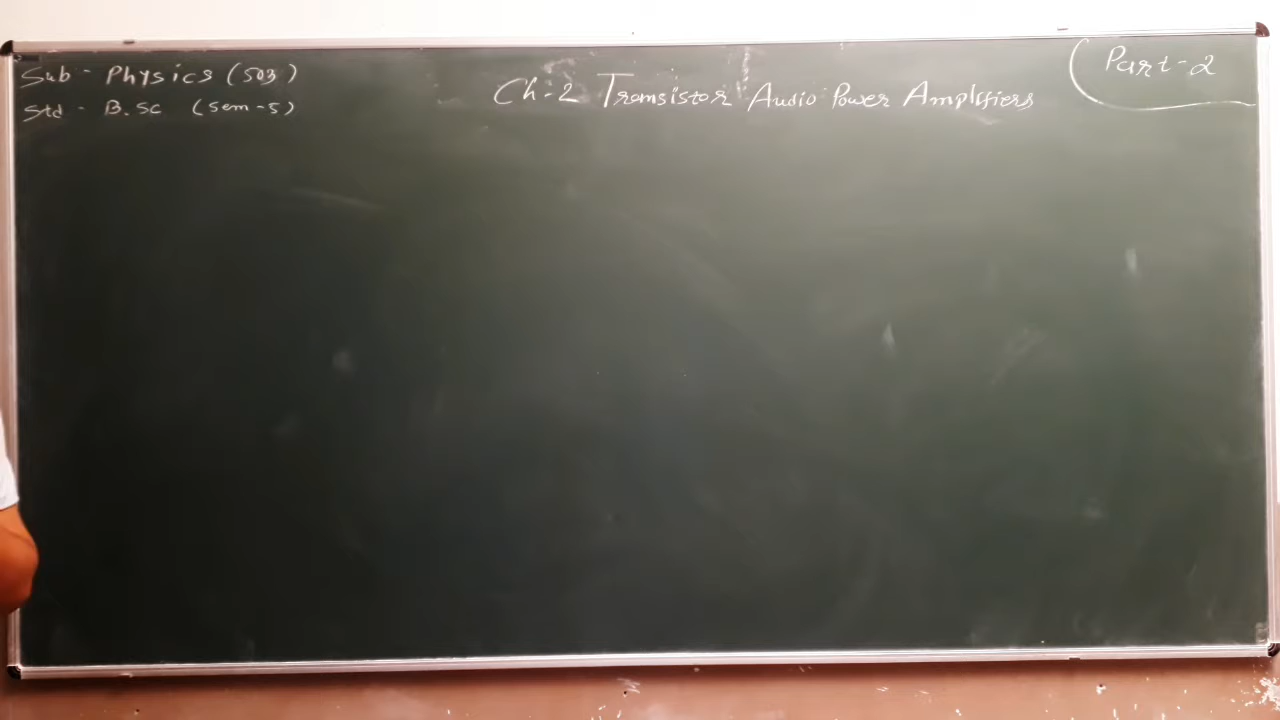 Sub - Physics (503)
Std - B.Sc (Sem-5)
Ch-2 Transistor Audio Power Amplifiers
Part-2